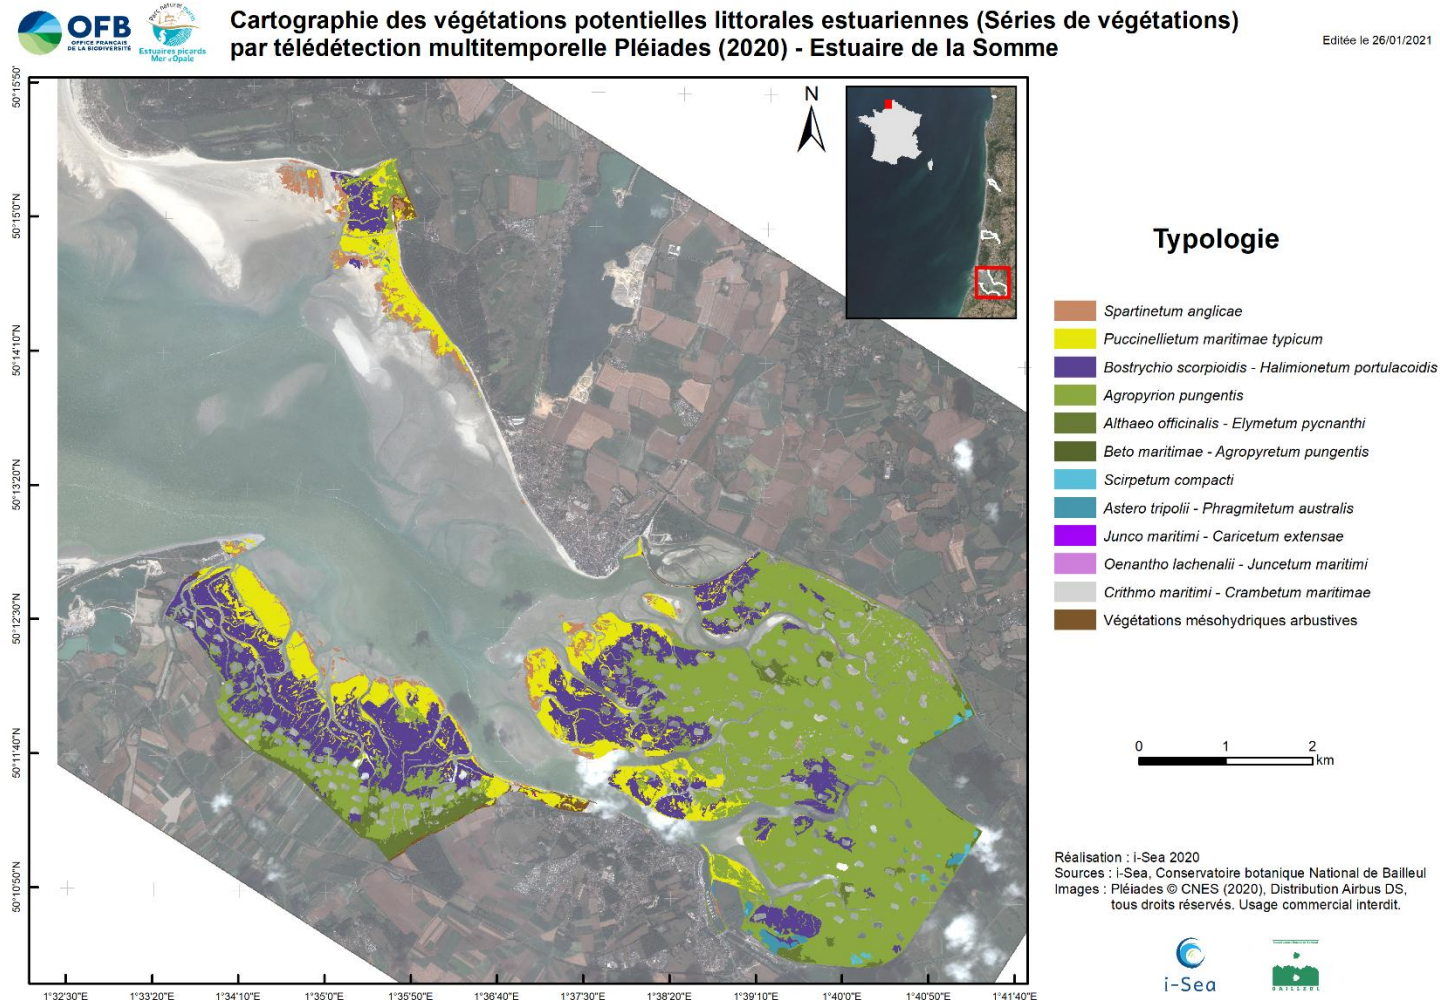 OFB
OFFICE FRANÇAIS
DE LA BIODIVERSITÉ
Parc naturel marin
Estuaires picards
Mer d'Opale
Cartographie des végétations potentielles littorales estuariennes (Séries de végétations)
par télédétection multitemporelle Pléiades (2020) - Estuaire de la Somme
Editée le 26/01/2021
50°15'50"
50°15'0"N
50°14'10"N
50°13'20"N
50°12'30"N
50°11'40"N
50°10'50"N
N
1°32'30"E
1°33'20"E
1°34'10"E
1°35'0"E
1°35'50"E
1°36'40"E
1°37'30"E
1°38'20"E
1°39'10"E
1°40'0"E
1°40'50"E
1°41'40"E
Typologie
Spartinetum anglicae
Puccinellietum maritimae typicum
Bostrychio scorpioidis - Halimionetum portulacoidis
Agropyrion pungentis
Althaeo officinalis - Elymetum pycnanthi
Beto maritimae - Agropyretum pungentis
Scirpetum compacti
Astero tripolii - Phragmitetum australis
Junco maritimi - Caricetum extensae
Oenantho lachenalii - Juncetum maritimi
Crithmo maritimi - Crambetum maritimae
Végétations mésohydriques arbustives
0 1 2
km
Réalisation : i-Sea 2020
Sources : i-Sea, Conservatoire botanique National de Bailleul
Images : Pléiades © CNES (2020), Distribution Airbus DS,
tous droits réservés. Usage commercial interdit.
i-Sea
BAILLEUL